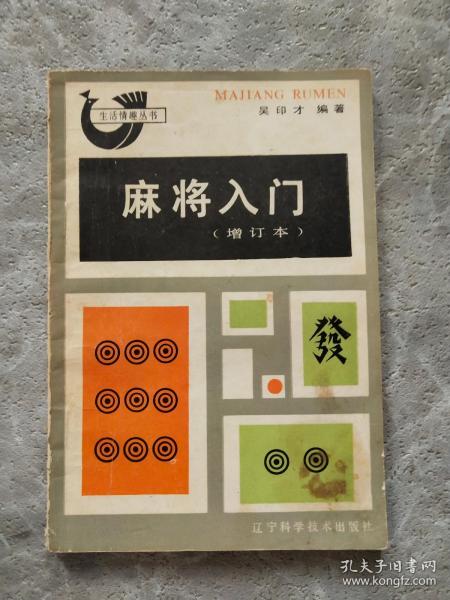 MAJIANG RUMEN
吴印才 编著
生活情趣丛书
麻将入门
（增订本）
發
辽宁科学技术出版社
孔夫子旧书网
www.kongfz.com